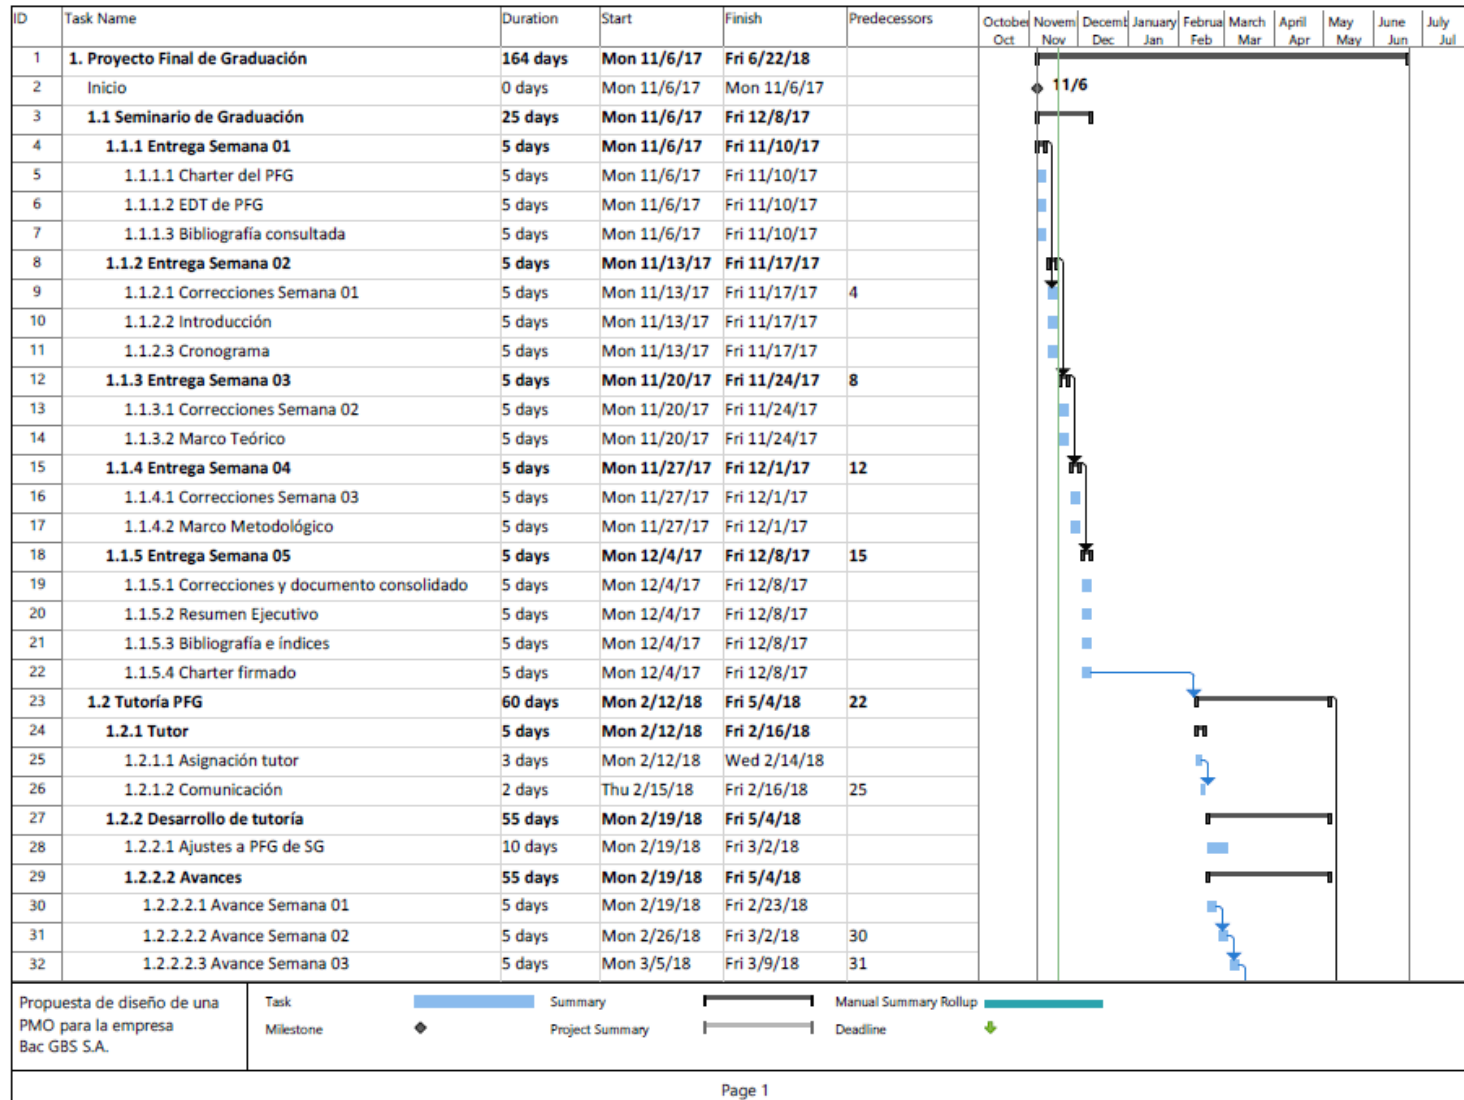 ID Task Name Duration Start Finish Predecessors October Novem Decemb January Februa March April May June July
Oct Nov Dec Jan Feb Mar Apr May Jun Jul
1 1. Proyecto Final de Graduación 164 days Mon 11/6/17 Fri 6/22/18
2 Inicio 0 days Mon 11/6/17 Mon 11/6/17 11/6
3 1.1 Seminario de Graduación 25 days Mon 11/6/17 Fri 12/8/17
4 1.1.1 Entrega Semana 01 5 days Mon 11/6/17 Fri 11/10/17
5 1.1.1.1 Charter del PFG 5 days Mon 11/6/17 Fri 11/10/17
6 1.1.1.2 EDT de PFG 5 days Mon 11/6/17 Fri 11/10/17
7 1.1.1.3 Bibliografía consultada 5 days Mon 11/6/17 Fri 11/10/17
8 1.1.2 Entrega Semana 02 5 days Mon 11/13/17 Fri 11/17/17
9 1.1.2.1 Correcciones Semana 01 5 days Mon 11/13/17 Fri 11/17/17 4
10 1.1.2.2 Introducción 5 days Mon 11/13/17 Fri 11/17/17
11 1.1.2.3 Cronograma 5 days Mon 11/13/17 Fri 11/17/17
12 1.1.3 Entrega Semana 03 5 days Mon 11/20/17 Fri 11/24/17 8
13 1.1.3.1 Correcciones Semana 02 5 days Mon 11/20/17 Fri 11/24/17
14 1.1.3.2 Marco Teórico 5 days Mon 11/20/17 Fri 11/24/17
15 1.1.4 Entrega Semana 04 5 days Mon 11/27/17 Fri 12/1/17 12
16 1.1.4.1 Correcciones Semana 03 5 days Mon 11/27/17 Fri 12/1/17
17 1.1.4.2 Marco Metodológico 5 days Mon 11/27/17 Fri 12/1/17
18 1.1.5 Entrega Semana 05 5 days Mon 12/4/17 Fri 12/8/17 15
19 1.1.5.1 Correcciones y documento consolidado 5 days Mon 12/4/17 Fri 12/8/17
20 1.1.5.2 Resumen Ejecutivo 5 days Mon 12/4/17 Fri 12/8/17
21 1.1.5.3 Bibliografía e índices 5 days Mon 12/4/17 Fri 12/8/17
22 1.1.5.4 Charter firmado 5 days Mon 12/4/17 Fri 12/8/17
23 1.2 Tutoría PFG 60 days Mon 2/12/18 Fri 5/4/18 22
24 1.2.1 Tutor 5 days Mon 2/12/18 Fri 2/16/18
25 1.2.1.1 Asignación tutor 3 days Mon 2/12/18 Wed 2/14/18
26 1.2.1.2 Comunicación 2 days Thu 2/15/18 Fri 2/16/18 25
27 1.2.2 Desarrollo de tutoría 55 days Mon 2/19/18 Fri 5/4/18
28 1.2.2.1 Ajustes a PFG de SG 10 days Mon 2/19/18 Fri 3/2/18
29 1.2.2.2 Avances 55 days Mon 2/19/18 Fri 5/4/18
30 1.2.2.2.1 Avance Semana 01 5 days Mon 2/19/18 Fri 2/23/18
31 1.2.2.2.2 Avance Semana 02 5 days Mon 2/26/18 Fri 3/2/18 30
32 1.2.2.2.3 Avance Semana 03 5 days Mon 3/5/18 Fri 3/9/18 31
Propuesta de diseño de una
PMO para la empresa
Bac GBS S.A.
Task Summary Manual Summary Rollup
Milestone Project Summary Deadline
Page 1